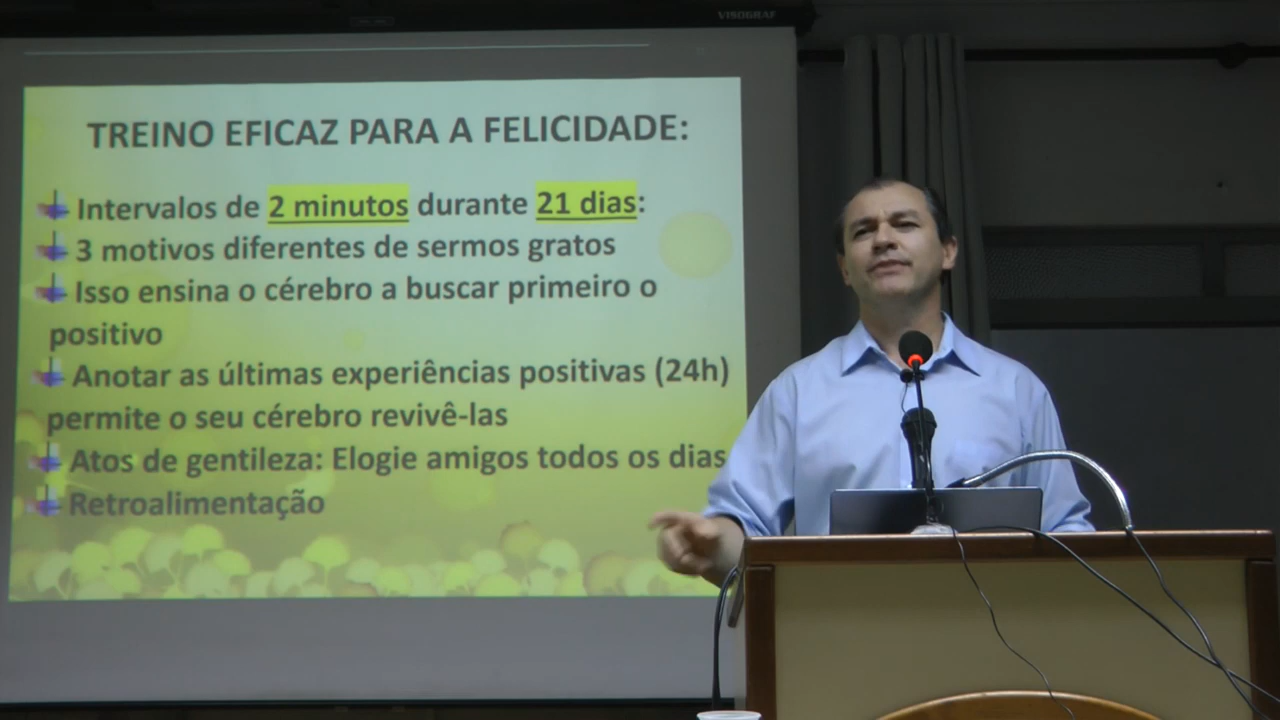 VISOGRAF
TREINO EFICAZ PARA A FELICIDADE:
Intervalos de 2 minutos durante 21 dias:
3 motivos diferentes de sermos gratos
Isso ensina o cérebro a buscar primeiro o
positivo
Anotar as últimas experiências positivas (24h)
permite o seu cérebro revivê-las
Atos de gentileza: Elogie amigos todos os dias
Retroalimentação